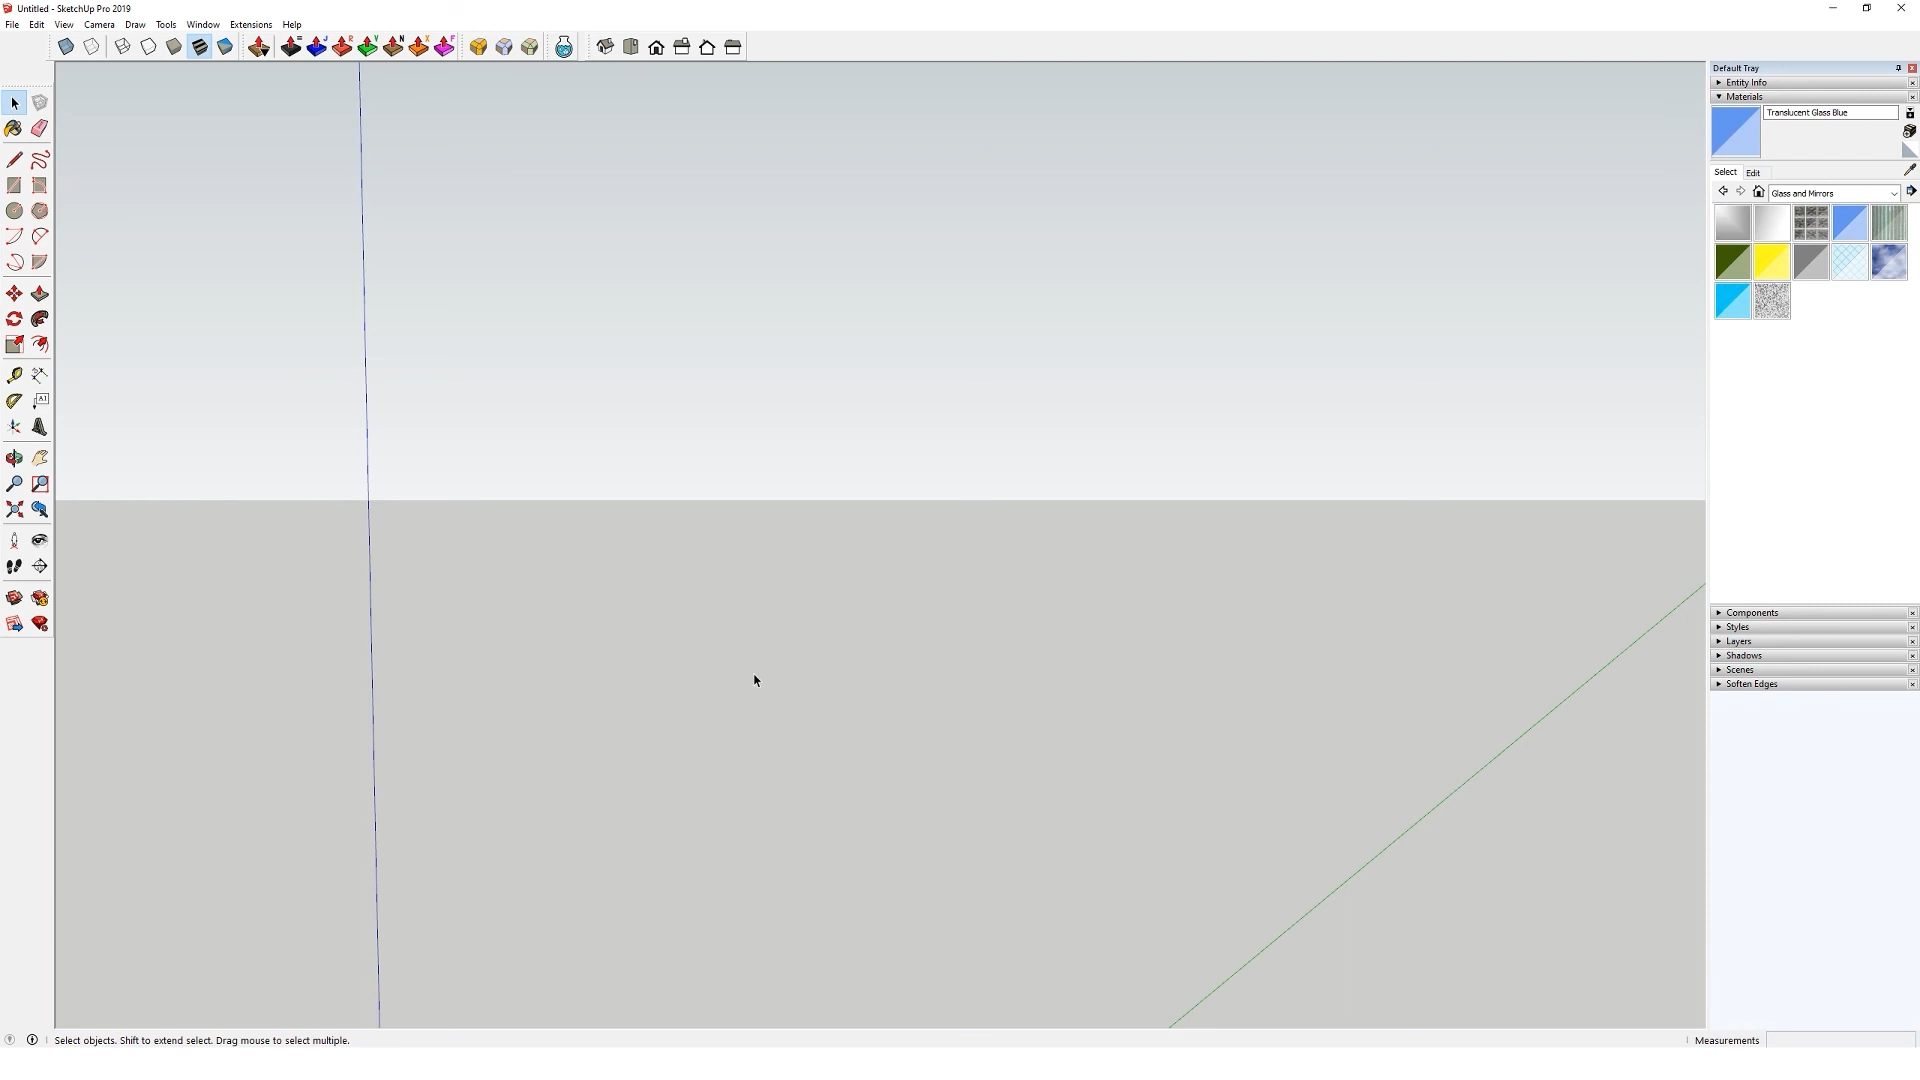 Untitled - SketchUp Pro 2019
File Edit View Camera Draw Tools Window Extensions Help
Default Tray
Entity Info
Materials
Translucent Glass Blue
Select Edit
Glass and Mirrors
Components
Styles
Layers
Shadows
Scenes
Soften Edges
Select objects. Shift to extend select. Drag mouse to select multiple.
Measurements